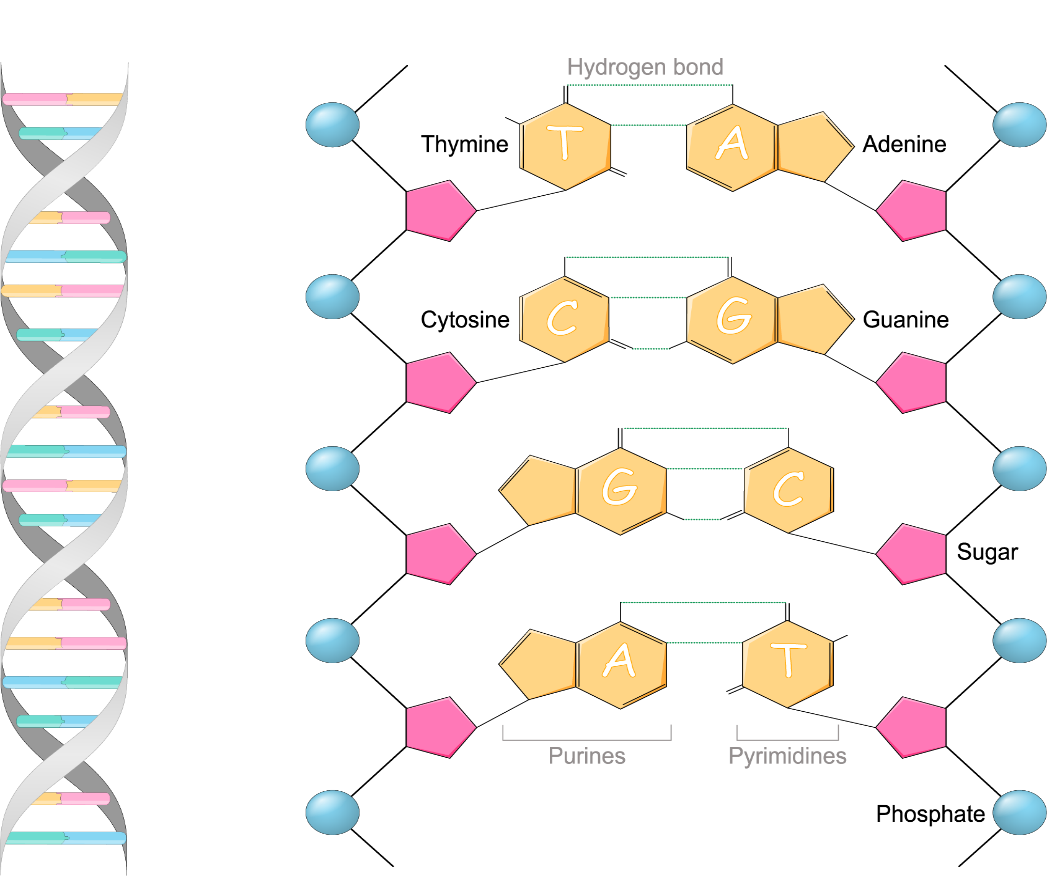 Hydrogen bond
Thymine T A Adenine
Cytosine C G Guanine
G C
Sugar
A T
Purines Pyrimidines
Phosphate